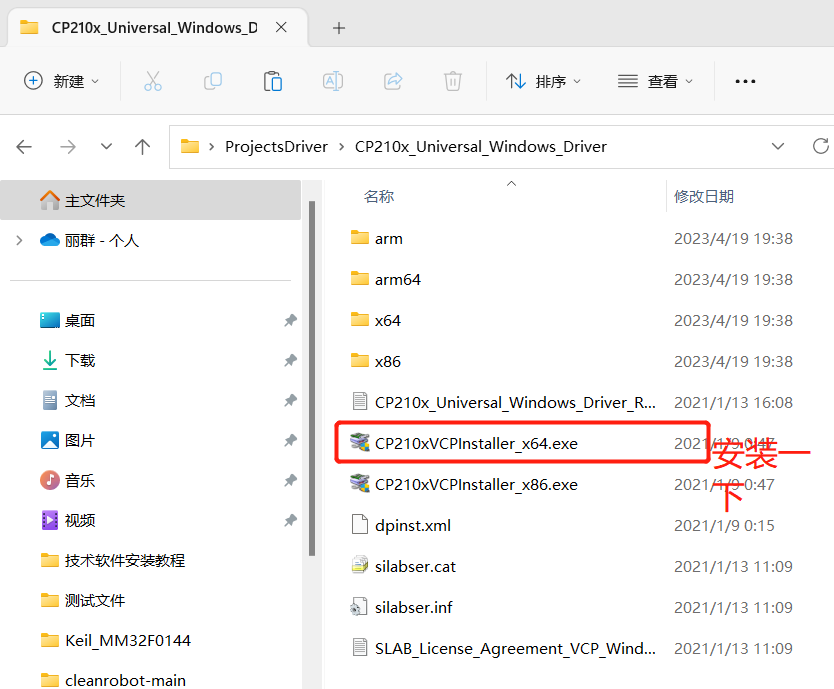 CP210x_Universal_Windows_D
新建
排序
查看
ProjectsDriver
CP210x_Universal_Windows_Driver
主文件夹
丽群 - 个人
桌面
下载
文档
图片
音乐
视频
技术软件安装教程
测试文件
Keil_MM32F0144
cleanrobot-main
名称 修改日期
arm 2023/4/19 19:38
arm64 2023/4/19 19:38
x64 2023/4/19 19:38
x86 2023/4/19 19:38
CP210x_Universal_Windows_Driver_R... 2021/1/13 16:08
CP210xVCPInstaller_x64.exe 2021/1/9 0:47
CP210xVCPInstaller_x86.exe 2021/1/9 0:47
dpinst.xml 2021/1/9 0:15
silabser.cat 2021/1/13 11:09
silabser.inf 2021/1/13 11:09
SLAB_License_Agreement_VCP_Wind... 2021/1/13 11:09
安装一
下